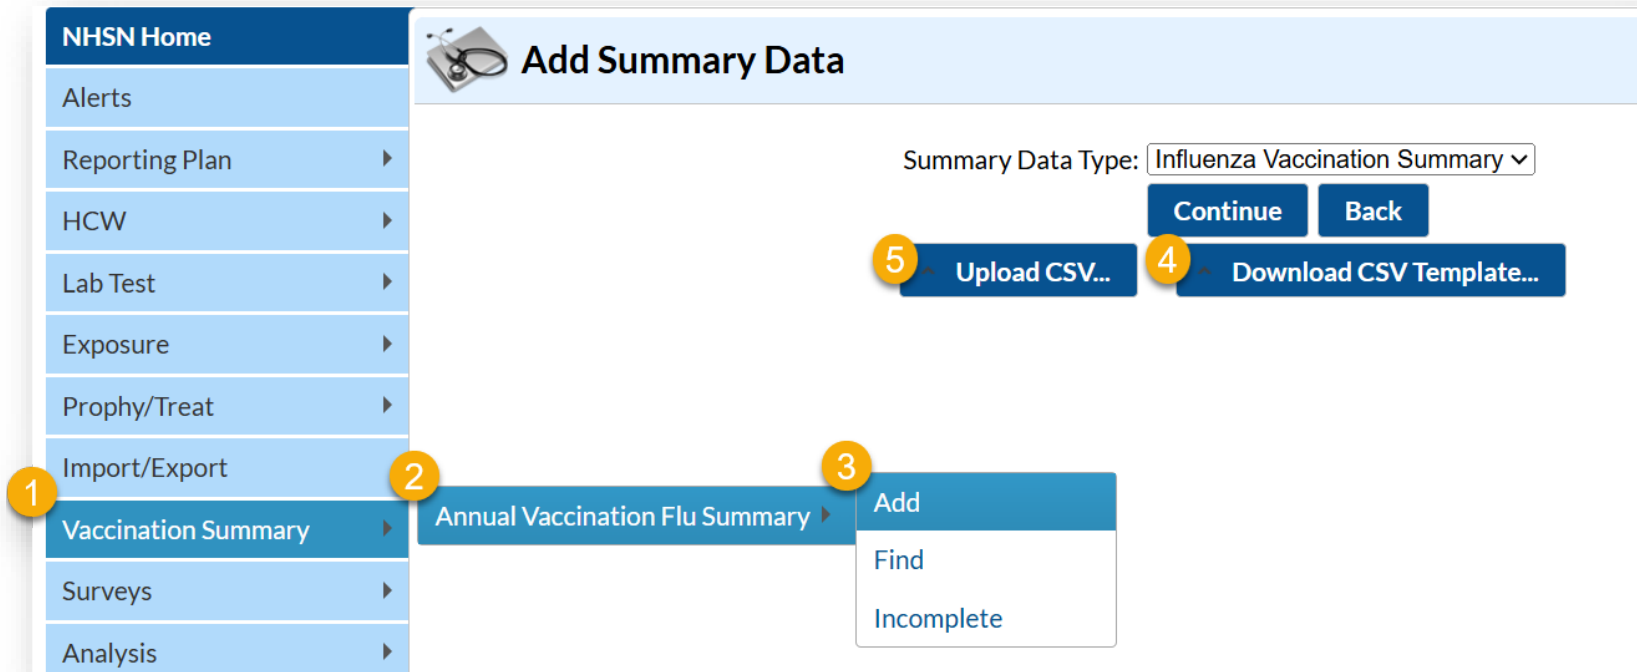 NHSN Home
Alerts
Reporting Plan
HCW
Lab Test
Exposure
Prophy/Treat
Import/Export
1
Vaccination Summary
Surveys
Analysis
Add Summary Data
Summary Data Type: Influenza Vaccination Summary
Continue Back
5 Upload CSV... 4 Download CSV Template...
2 Annual Vaccination Flu Summary
3 Add
Find
Incomplete